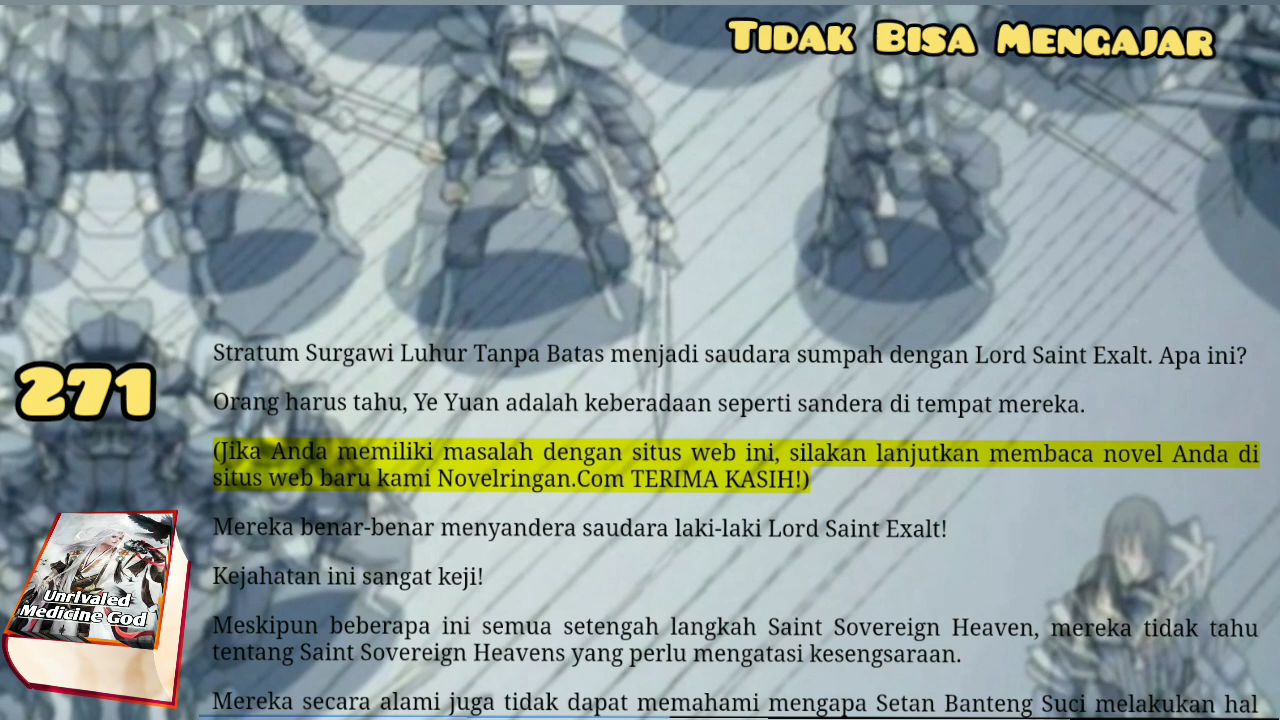 Tidak Bisa Mengajar
Stratum Surgawi Luhur Tanpa Batas menjadi saudara sumpah dengan Lord Saint Exalt. Apa ini?
271
Orang harus tahu, Ye Yuan adalah keberadaan seperti sandera di tempat mereka.
(Jika Anda memiliki masalah dengan situs web ini, silakan lanjutkan membaca novel Anda di
situs web baru kami Novelringan.Com TERIMA KASIH!)
Mereka benar-benar menyandera saudara laki-laki Lord Saint Exalt!
Kejahatan ini sangat keji!
Unrivaled
Medicine God
Meskipun beberapa ini semua setengah langkah Saint Sovereign Heaven, mereka tidak tahu
tentang Saint Sovereign Heavens yang perlu mengatasi kesengsaraan.
Mereka secara alami juga tidak dapat memahami mengapa Setan Banteng Suci melakukan hal